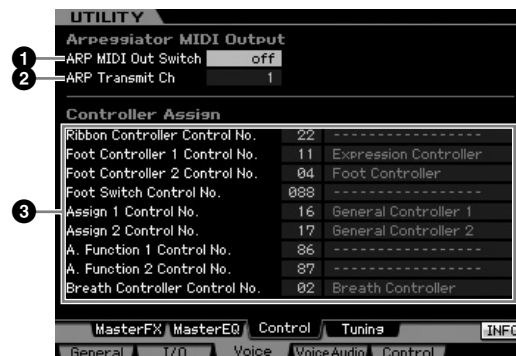 UTILITY
Arpeggiator MIDI Output
1 ARP MIDI Out Switch off
2 ARP Transmit Ch 1
Controller Assign
Ribbon Controller Control No. 22 ----------------
Foot Controller 1 Control No. 11 Expression Controller
Foot Controller 2 Control No. 04 Foot Controller
Foot Switch Control No. 088 ----------------
3 Assign 1 Control No. 16 General Controller 1
Assign 2 Control No. 17 General Controller 2
A. Function 1 Control No. 86 ----------------
A. Function 2 Control No. 87 ----------------
Breath Controller Control No. 02 Breath Controller
MasterFX MasterEQ Control Tuning INFO
General I/O Voice VoiceAudio Control